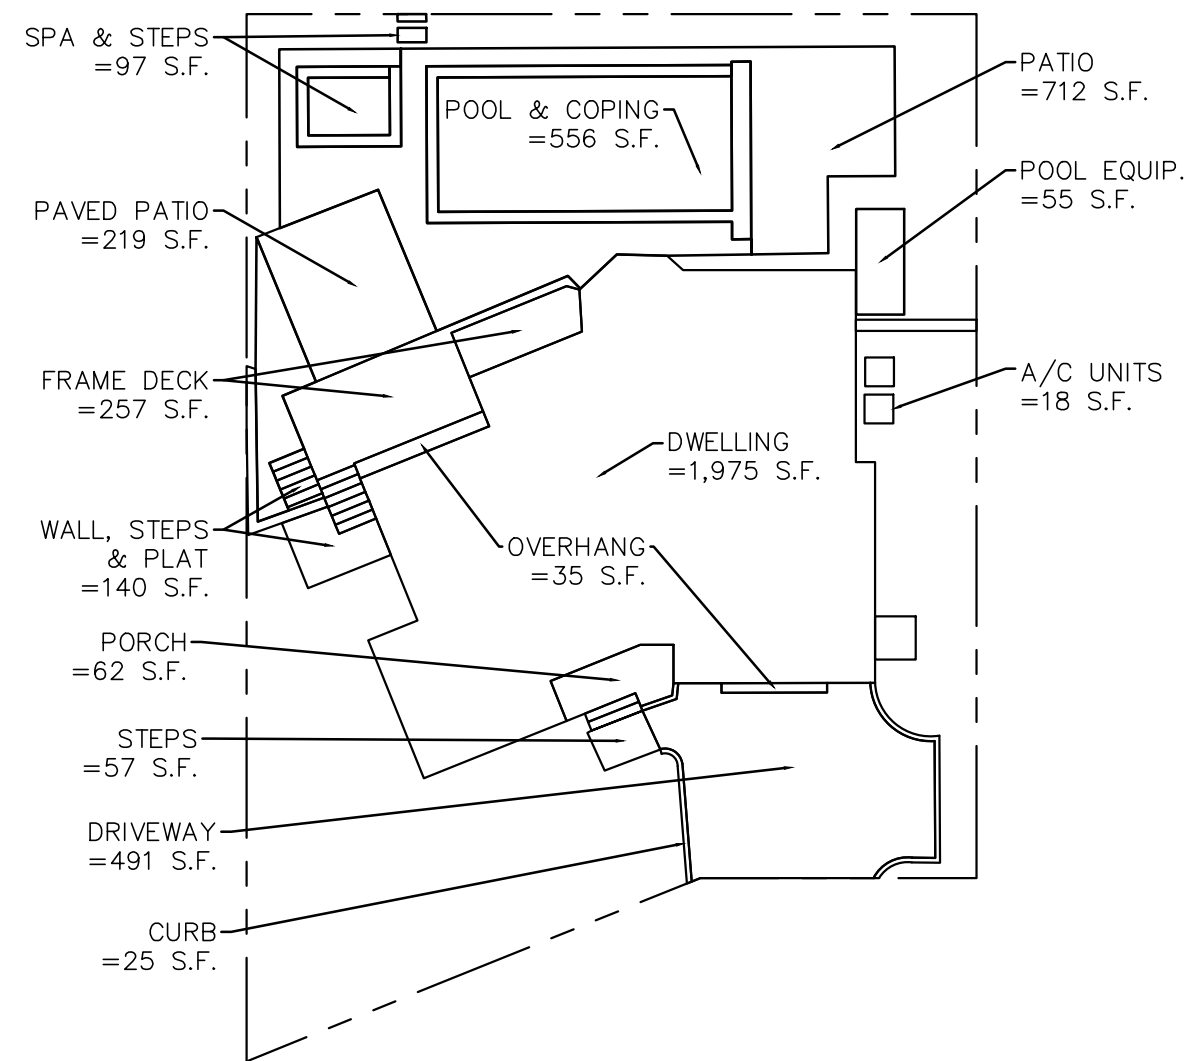 SPA & STEPS
=97 S.F.
PATIO
=712 S.F.
POOL & COPING
=556 S.F.
POOL EQUIP.
=55 S.F.
PAVED PATIO
=219 S.F.
FRAME DECK
=257 S.F.
A/C UNITS
=18 S.F.
DWELLING
=1,975 S.F.
WALL, STEPS
& PLAT
=140 S.F.
OVERHANG
=35 S.F.
PORCH
=62 S.F.
STEPS
=57 S.F.
DRIVEWAY
=491 S.F.
CURB
=25 S.F.